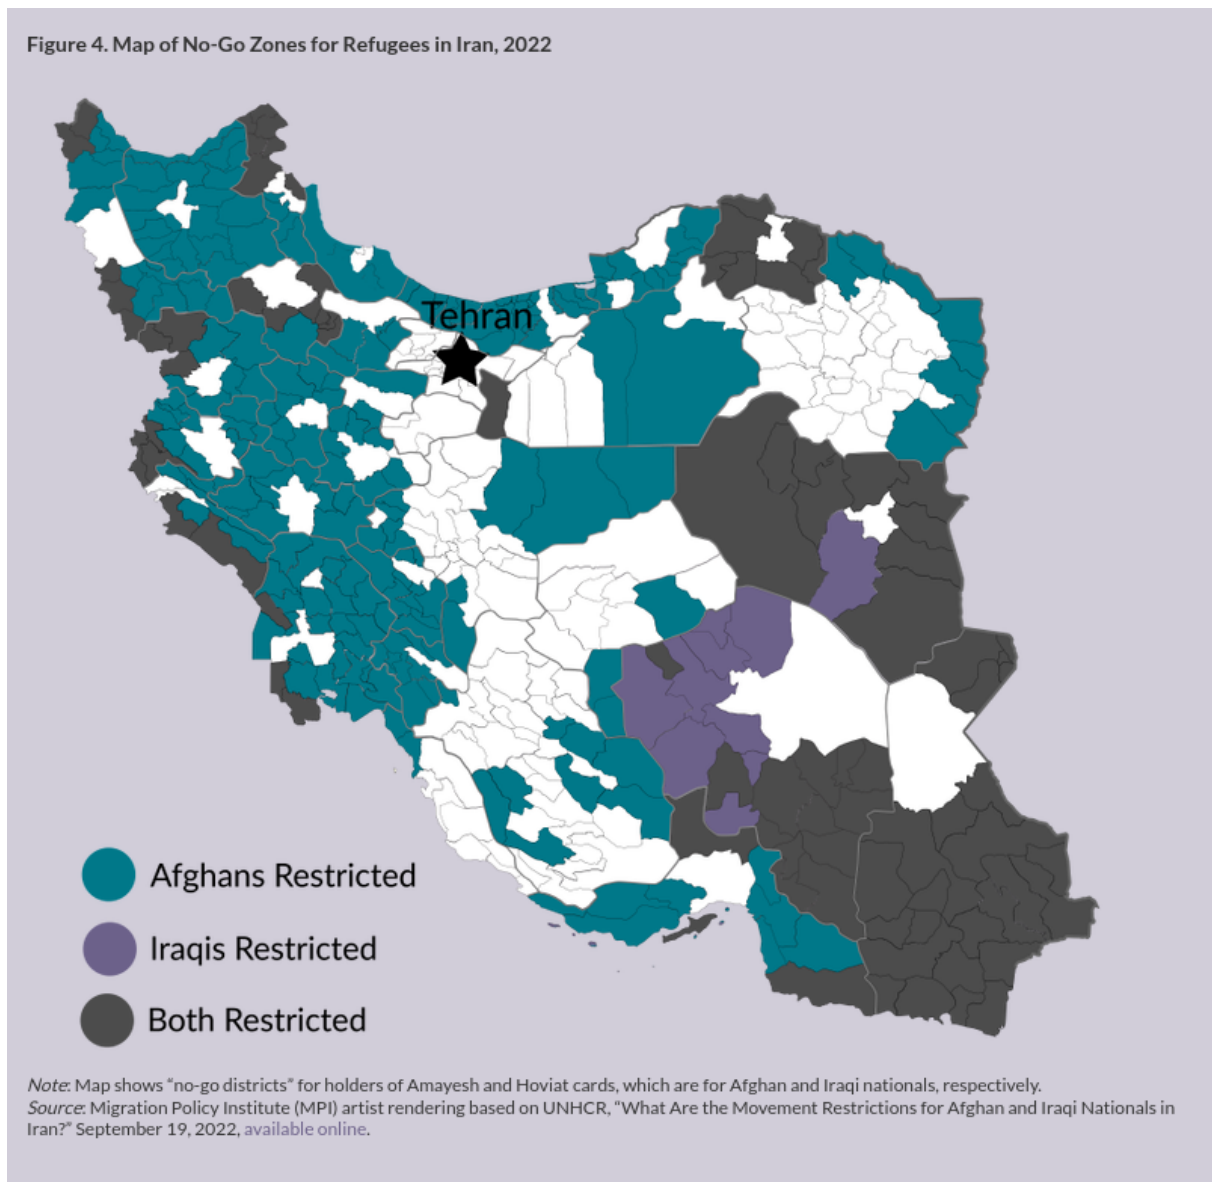 Figure 4. Map of No-Go Zones for Refugees in Iran, 2022
Tehran
Afghans Restricted
Iraqis Restricted
Both Restricted
Note: Map shows “no-go districts” for holders of Amayesh and Hoviat cards, which are for Afghan and Iraqi nationals, respectively.
Source: Migration Policy Institute (MPI) artist rendering based on UNHCR, “What Are the Movement Restrictions for Afghan and Iraqi Nationals in
Iran?” September 19, 2022, available online.